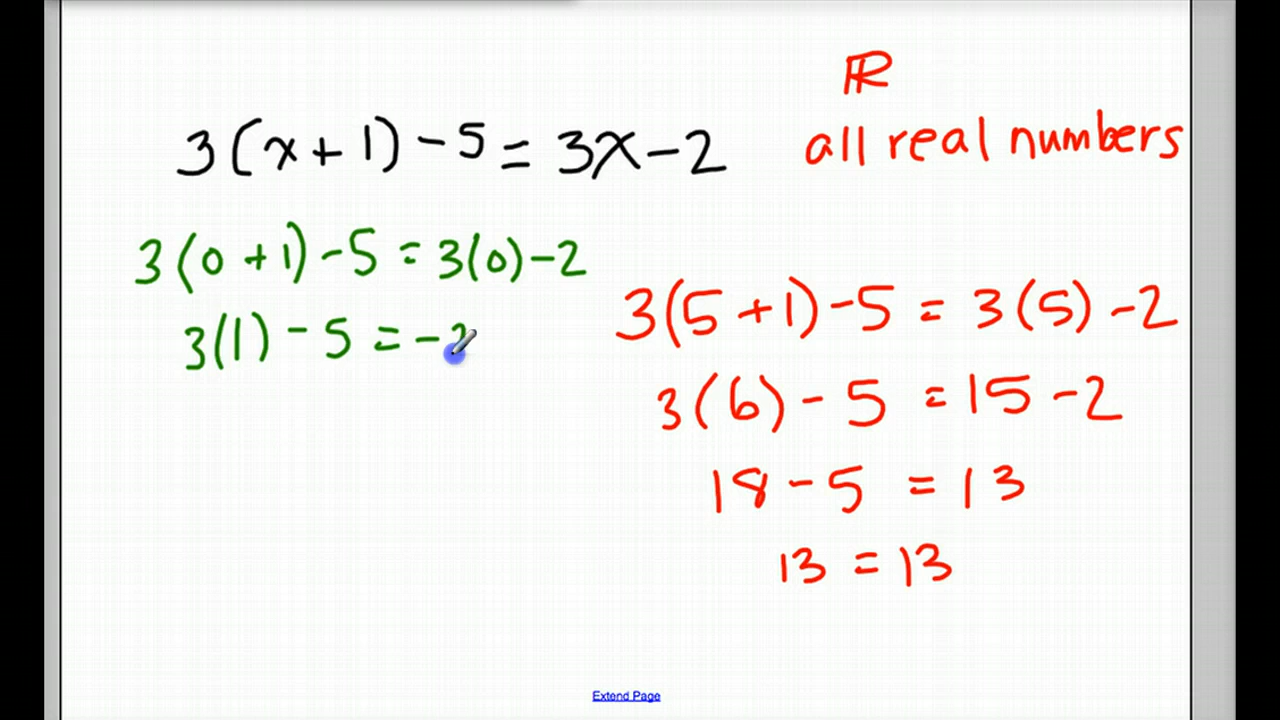 ℝ
all real numbers
3(x+1)-5=3x-2
3(0+1)-5=3(0)-2
3(1)-5=-2
3(5+1)-5=3(5)-2
3(6)-5=15-2
18-5=13
13=13
Extend Page